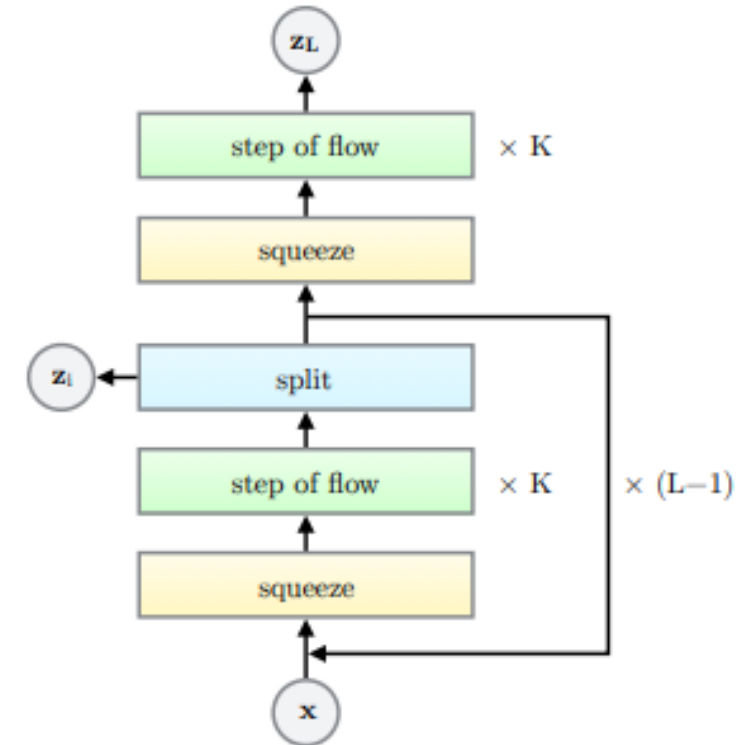 z_L
step of flow × K
squeeze
z_i split
step of flow × K × (L−1)
squeeze
x